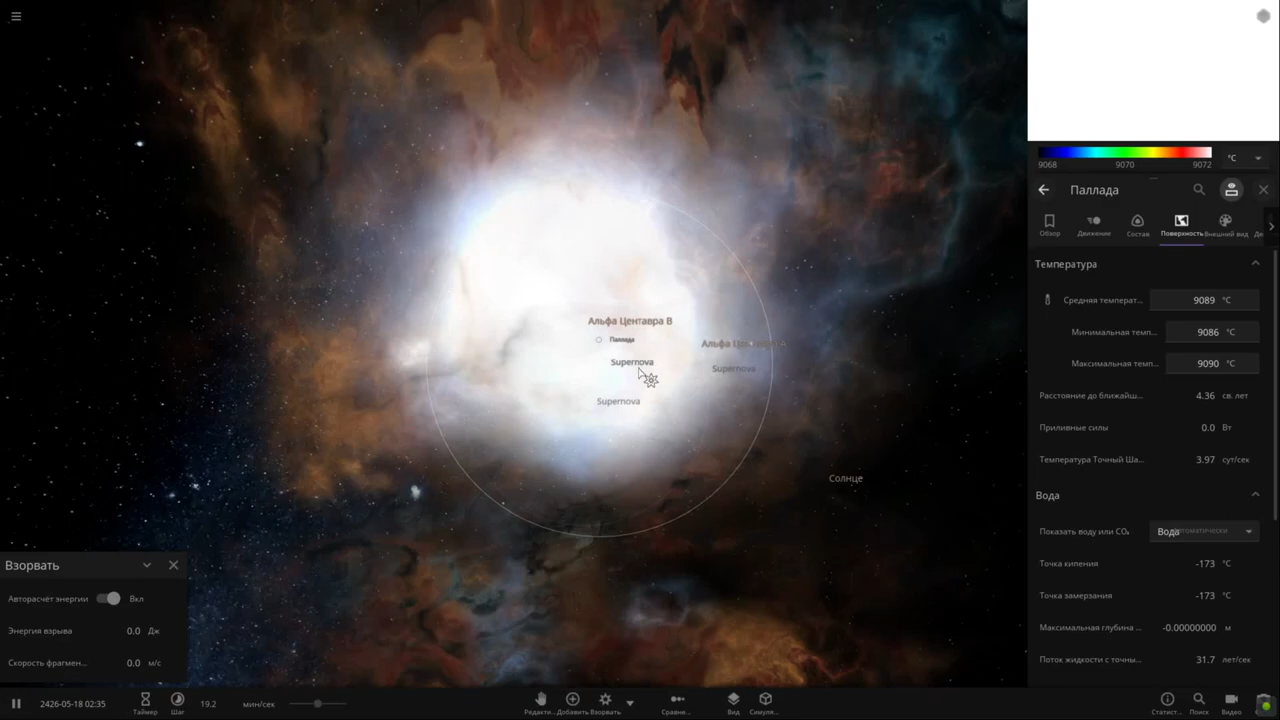 °C
9068 9070 9072
Паллада
Обзор Движение Состав Поверхность Внешний вид
Температура
Средняя температ... 9089 °C
Минимальная темп... 9086 °C
Максимальная темп... 9090 °C
Расстояние до ближайш... 4.36 св. лет
Приливные силы 0.0 Вт
Температура Точный Ша... 3.97 сут/сек
Вода
Показать воду или CO₂ Вода
Точка кипения -173 °C
Точка замерзания -173 °C
Максимальная глубина ... -0.00000000 м
Поток жидкости с точны... 31.7 лет/сек
Альфа Центавра B
Паллада
Supernova
Supernova
Supernova
Солнце
Взорвать
Авторасчёт энергии Вкл
Энергия взрыва 0.0 Дж
Скорость фрагмен... 0.0 м/с
2426-05-18 02:35 Таймер Шаг 19.2 мин/сек Редакти... Добавить Взорвать Сравне... Вид Симуля... Статист... Поиск Видео